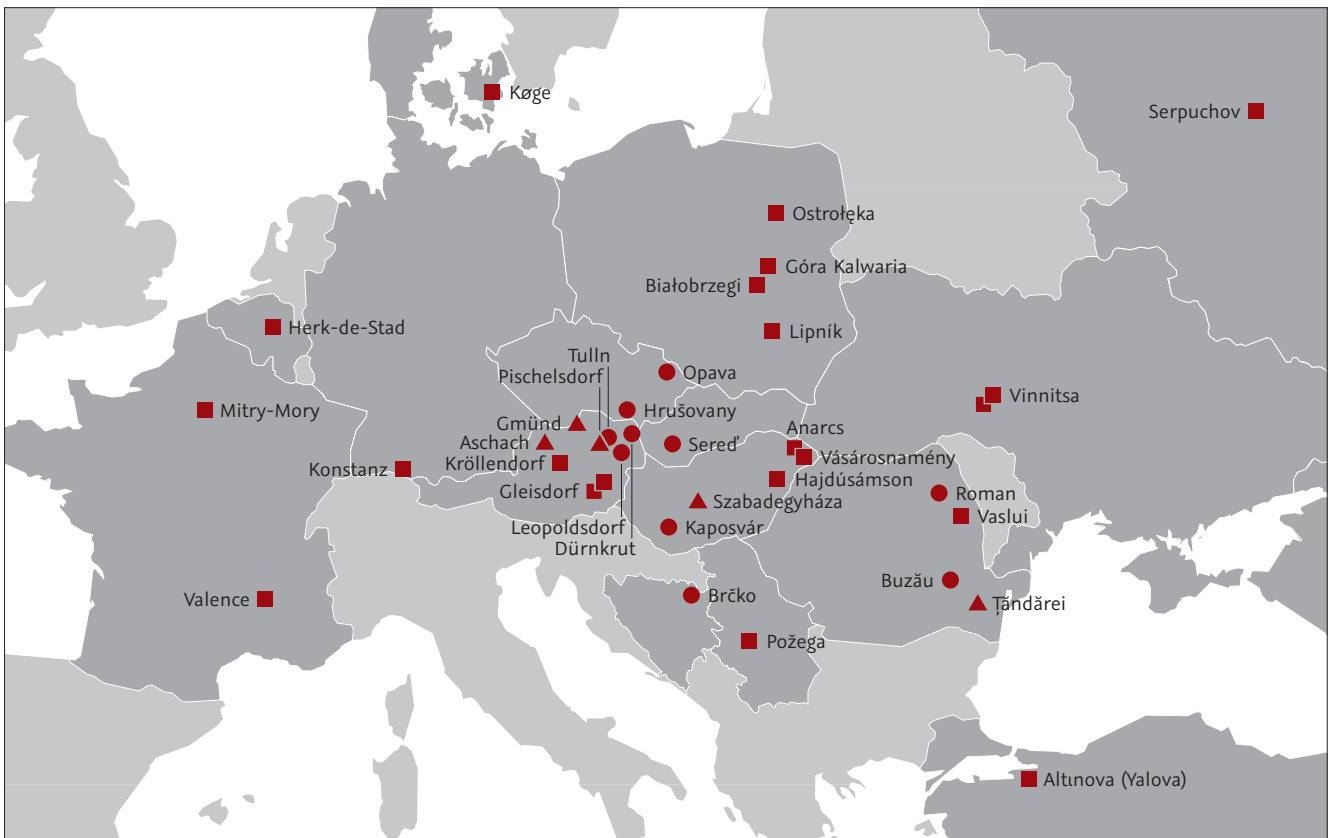 Køge
Serpuchov
Ostrołęka
Góra Kalwaria
Białobrzegi
Herk-de-Stad
Lipník
Tulln
Pischelsdorf
Opava
Mitry-Mory
Hrušovany
Vinnitsa
Gmünd
Anarcs
Aschach
Sereď
Vásárosnamény
Kröllendorf
Konstanz
Hajdúsámson
Gleisdorf
Szabadegyháza
Roman
Vaslui
Leopoldsdorf
Kaposvár
Dürnkrut
Buzău
Valence
Brčko
Ţăndărei
Požega
Altınova (Yalova)